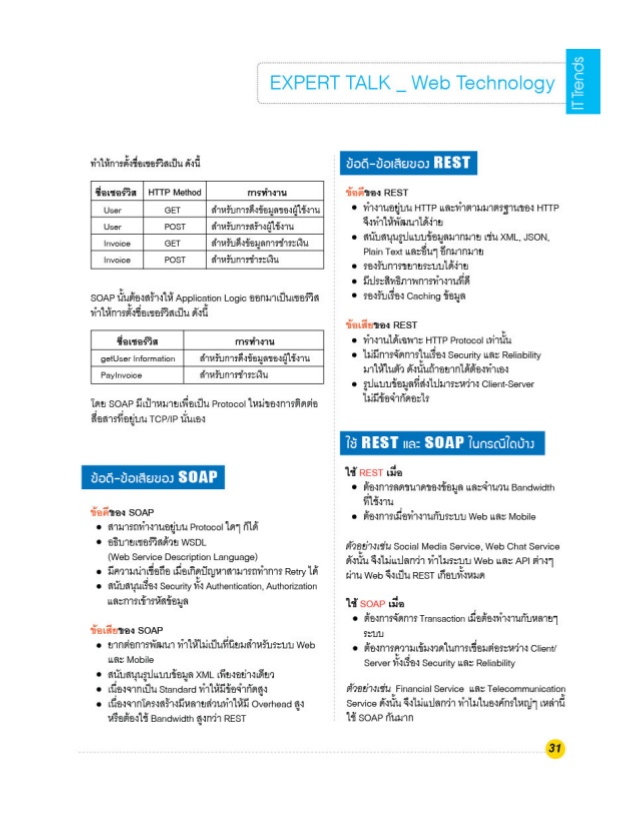 EXPERT TALK _ Web Technology
IT Trends
ทำให้การตั้งชื่อเซอร์วิสเป็น ดังนี้
ชื่อเซอร์วิส HTTP Method การทำงาน
User GET สำหรับการดึงข้อมูลของผู้ใช้งาน
User POST สำหรับการสร้างผู้ใช้งาน
Invoice GET สำหรับดึงข้อมูลการชำระเงิน
Invoice POST สำหรับการชำระเงิน
SOAP นั้นต้องสร้างให้ Application Logic ออกมาเป็นเซอร์วิส
ทำให้การตั้งชื่อเซอร์วิสเป็น ดังนี้
ชื่อเซอร์วิส การทำงาน
getUser Information สำหรับการดึงข้อมูลของผู้ใช้งาน
PayInvoice สำหรับการชำระเงิน
โดย SOAP มีเป้าหมายเพื่อเป็น Protocol ใหม่ของการติดต่อ
สื่อสารที่อยู่บน TCP/IP นั่นเอง
ข้อดี-ข้อเสียของ SOAP
ข้อดีของ SOAP
● สามารถทำงานอยู่บน Protocol ใดๆ ก็ได้
● อธิบายเซอร์วิสด้วย WSDL
(Web Service Description Language)
● มีความน่าเชื่อถือ เมื่อเกิดปัญหาสามารถทำการ Retry ได้
● สนับสนุนเรื่อง Security ทั้ง Authentication, Authorization
และการเข้ารหัสข้อมูล
ข้อเสียของ SOAP
● ยากต่อการพัฒนา ทำให้ไม่เป็นที่นิยมสำหรับระบบ Web
และ Mobile
● สนับสนุนรูปแบบข้อมูล XML เพียงอย่างเดียว
● เนื่องจากเป็น Standard ทำให้มีข้อจำกัดสูง
● เนื่องจากโครงสร้างมีหลายส่วนทำให้มี Overhead สูง
หรือต้องใช้ Bandwidth สูงกว่า REST
ข้อดี-ข้อเสียของ REST
ข้อดีของ REST
● ทำงานอยู่บน HTTP และทำตามมาตรฐานของ HTTP
จึงทำให้พัฒนาได้ง่าย
● สนับสนุนรูปแบบข้อมูลมากมาย เช่น XML, JSON,
Plain Text และอื่นๆ อีกมากมาย
● รองรับการขยายระบบได้ง่าย
● มีประสิทธิภาพการทำงานที่ดี
● รองรับเรื่อง Caching ข้อมูล
ข้อเสียของ REST
● ทำงานได้เฉพาะ HTTP Protocol เท่านั้น
● ไม่มีการจัดการในเรื่อง Security และ Reliability
มาให้ในตัว ดังนั้นถ้าอยากได้ต้องทำเอง
● รูปแบบข้อมูลที่ส่งไปมาระหว่าง Client-Server
ไม่มีข้อจำกัดอะไร
ใช้ REST และ SOAP ในกรณีใดบ้าง
ใช้ REST เมื่อ
● ต้องการลดขนาดของข้อมูล และจำนวน Bandwidth
ที่ใช้งาน
● ต้องการเมื่อทำงานกับระบบ Web และ Mobile
ตัวอย่างเช่น Social Media Service, Web Chat Service
ดังนั้น จึงไม่แปลกว่า ทำไมระบบ Web และ API ต่างๆ
ผ่าน Web จึงเป็น REST เกือบทั้งหมด
ใช้ SOAP เมื่อ
● ต้องการจัดการ Transaction เมื่อต้องทำงานกับหลายๆ
ระบบ
● ต้องการความเข้มงวดในการเชื่อมต่อระหว่าง Client/
Server ทั้งเรื่อง Security และ Reliability
ตัวอย่างเช่น Financial Service และ Telecommunication
Service ดังนั้น จึงไม่แปลกว่า ทำไมในองค์กรใหญ่ๆ เหล่านี้
ใช้ SOAP กันมาก
31